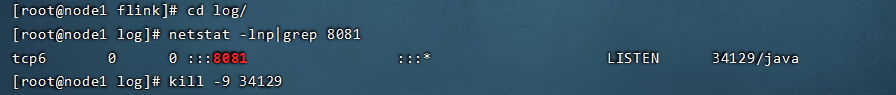 [root@node1 flink]# cd log/
[root@node1 log]# netstat -lnp|grep 8081
tcp6       0      0 :::8081                 :::*                    LISTEN      34129/java
[root@node1 log]# kill -9 34129